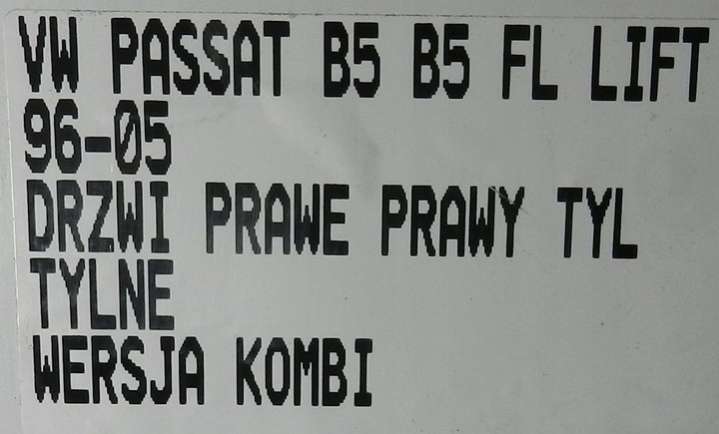 VW PASSAT B5 B5 FL LIFT
96-05
DRZWI PRAWE PRAWY TYL
TYLNE
WERSJA KOMBI